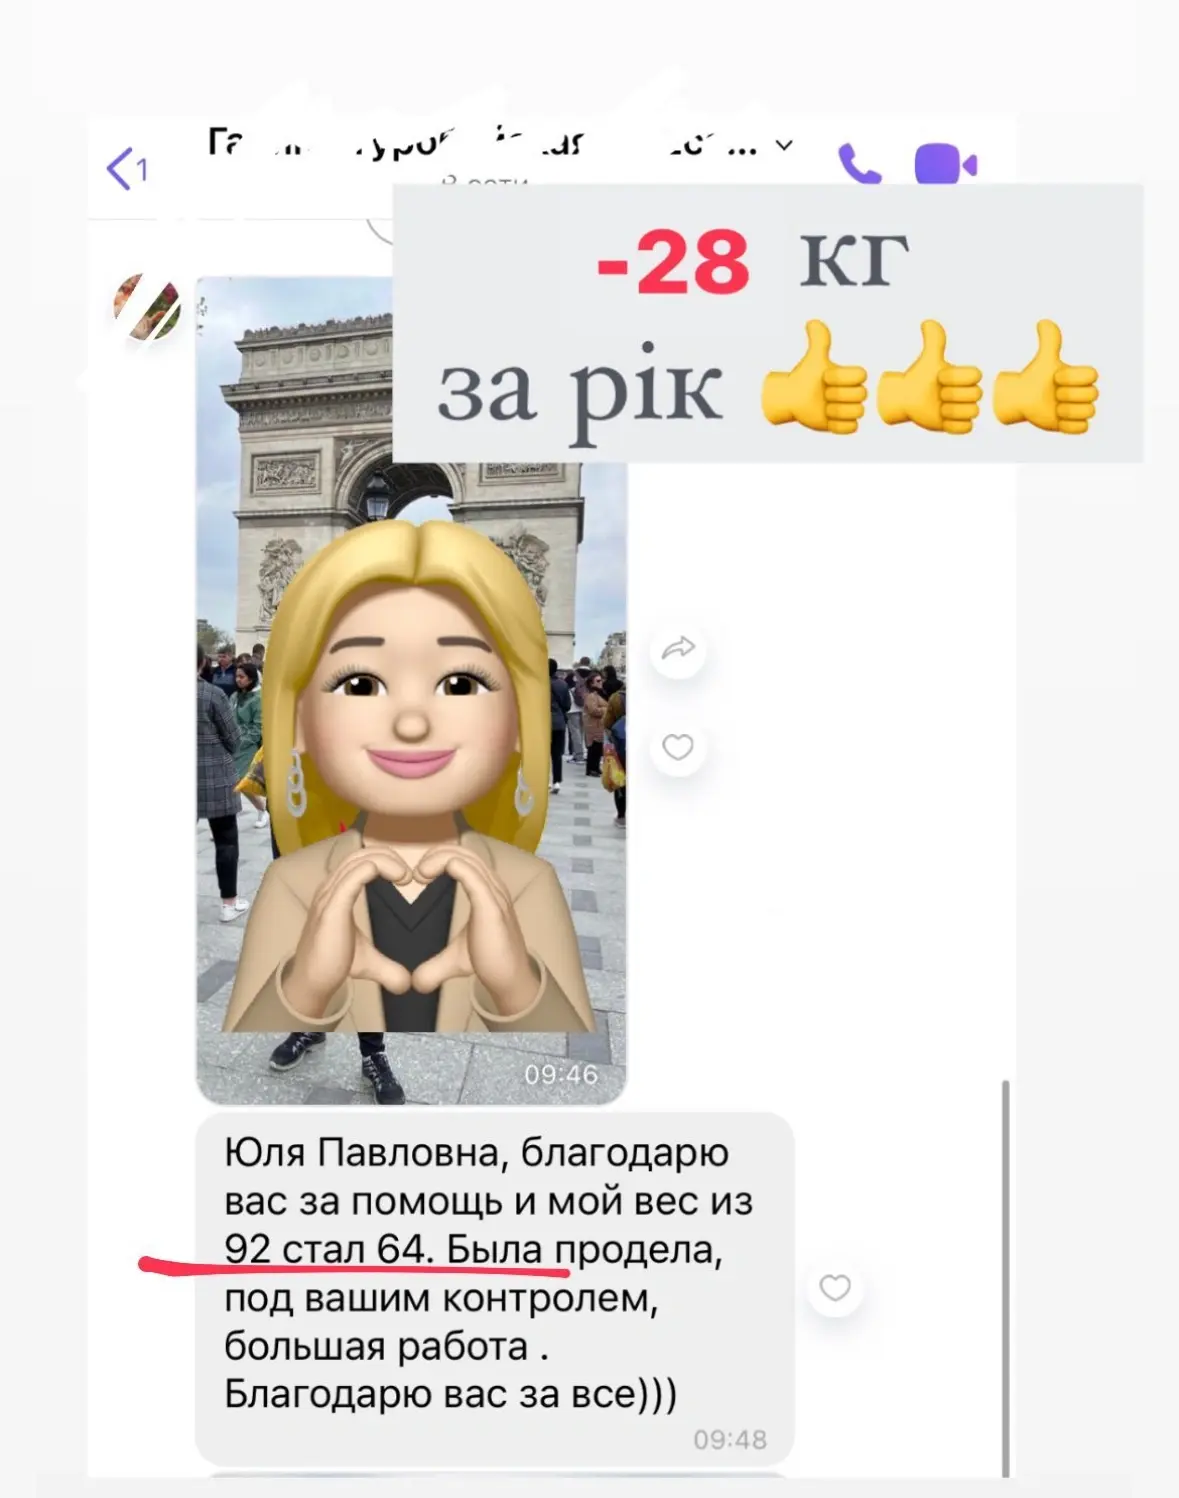 1
-28 кг
за рік 👍👍👍
09:46
Юля Павловна, благодарю
вас за помощь и мой вес из
92 стал 64. Была продела,
под вашим контролем,
большая работа .
Благодарю вас за все)))
09:48